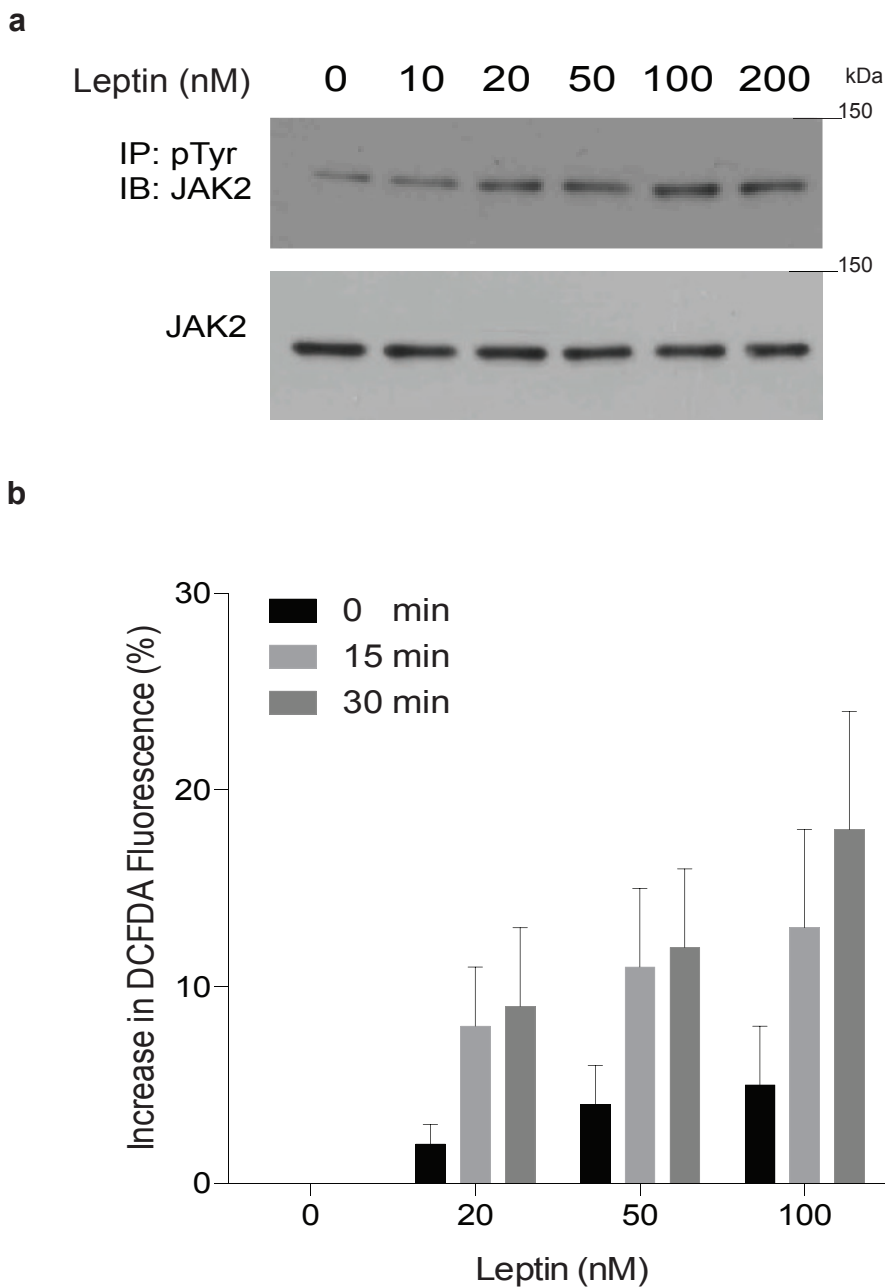 a
Leptin (nM) 0 10 20 50 100 200 kDa
150
IP: pTyr
IB: JAK2
150
JAK2
b
30
20
10
0
Increase in DCFDA Fluorescence (%)
0 min
15 min
30 min
0 20 50 100
Leptin (nM)